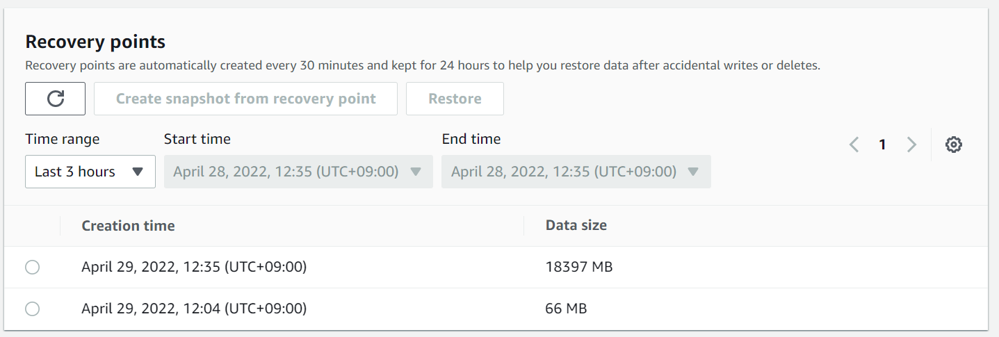 Recovery points
Recovery points are automatically created every 30 minutes and kept for 24 hours to help you restore data after accidental writes or deletes.
Create snapshot from recovery point Restore
Time range Start time End time
Last 3 hours April 28, 2022, 12:35 (UTC+09:00) April 28, 2022, 12:35 (UTC+09:00) 1
Creation time Data size
April 29, 2022, 12:35 (UTC+09:00) 18397 MB
April 29, 2022, 12:04 (UTC+09:00) 66 MB